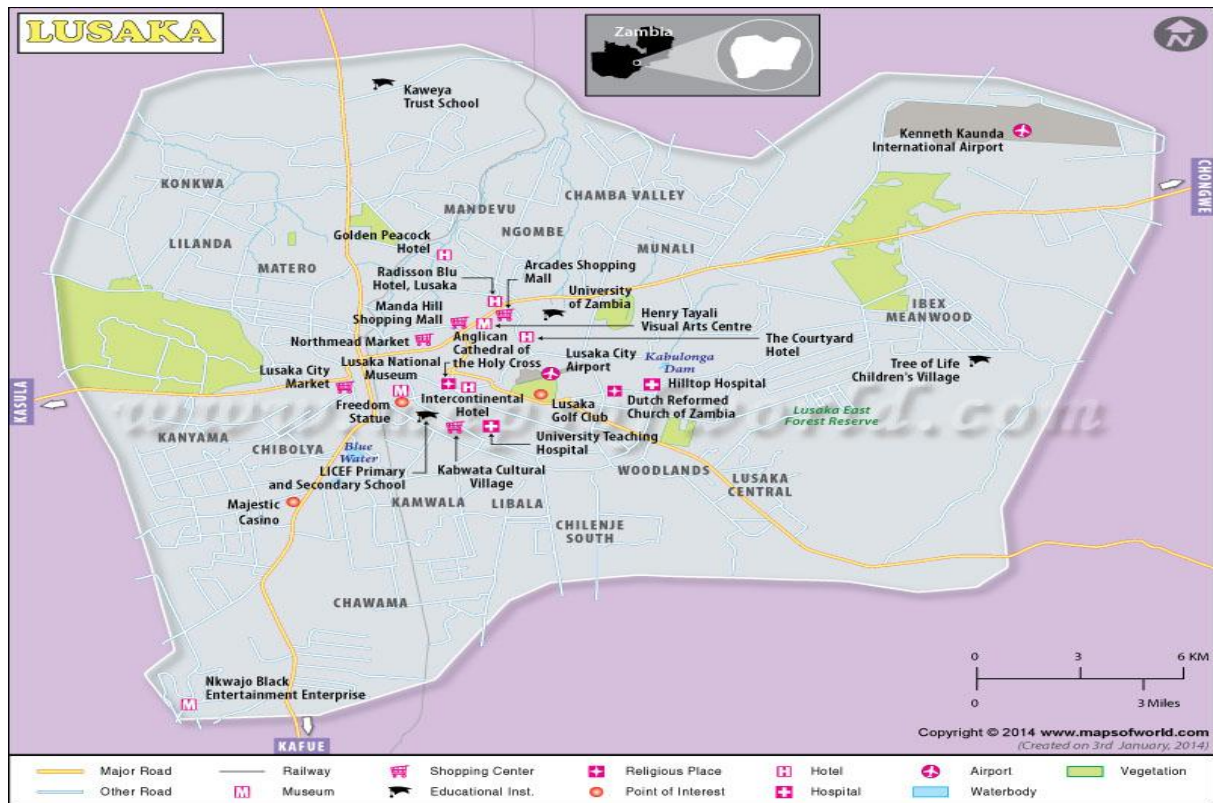 LUSAKA
Zambia
N
Kaweya
Trust School
Kenneth Kaunda
International Airport
CHONGWE
KONKWA
CHAMBA VALLEY
MANDEVU
NGOMBE
LILANDA
Golden Peacock
Hotel
MUNALI
MATERO
Radisson Blu
Hotel, Lusaka
Arcades Shopping
Mall
University
of Zambia
Manda Hill
Shopping Mall
Henry Tayali
Visual Arts Centre
IBEX
MEANWOOD
Northmead Market
Anglican
Cathedral of
the Holy Cross
The Courtyard
Hotel
Lusaka National
Museum
Lusaka City
Airport
Kabulonga
Dam
Tree of Life
Children's Village
Lusaka City
Market
KASULA
Hilltop Hospital
Freedom
Statue
Intercontinental
Hotel
Lusaka
Golf Club
Dutch Reformed
Church of Zambia
Lusaka East
Forest Reserve
KANYAMA
CHIBOLYA
Blue
Water
University Teaching
Hospital
LICEF Primary
and Secondary School
Kabwata Cultural
Village
WOODLANDS
LUSAKA
CENTRAL
Majestic
Casino
KAMWALA
LIBALA
CHILENJE
SOUTH
CHAWAMA
Nkwajo Black
Entertainment Enterprise
KAFUE
0 3 6 KM
0 3 Miles
Copyright © 2014 www.mapsofworld.com
(Created on 3rd January, 2014)
Major Road
Railway
Shopping Center
Religious Place
H Hotel
Airport
Vegetation
Other Road
M Museum
Educational Inst.
Point of Interest
Hospital
Waterbody